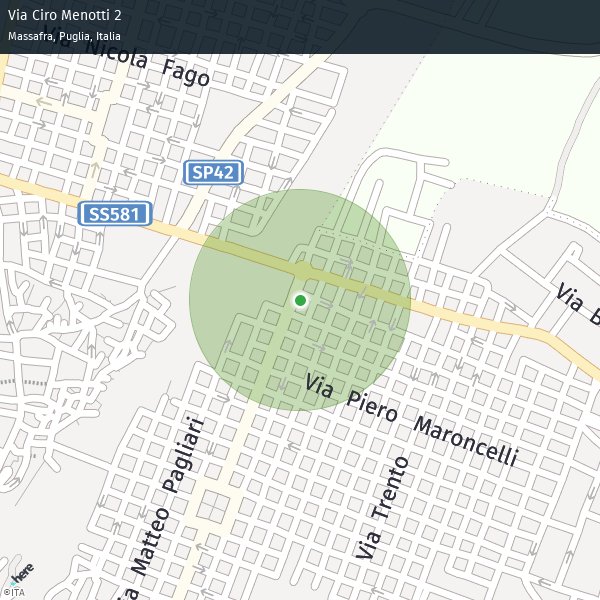 Via Ciro Menotti 2
Massafra, Puglia, Italia
Via Nicola Fago
SP42
SS581
Via B
Via Piero Maroncelli
Via Matteo Pagliari
Via Trento
here
©ITA